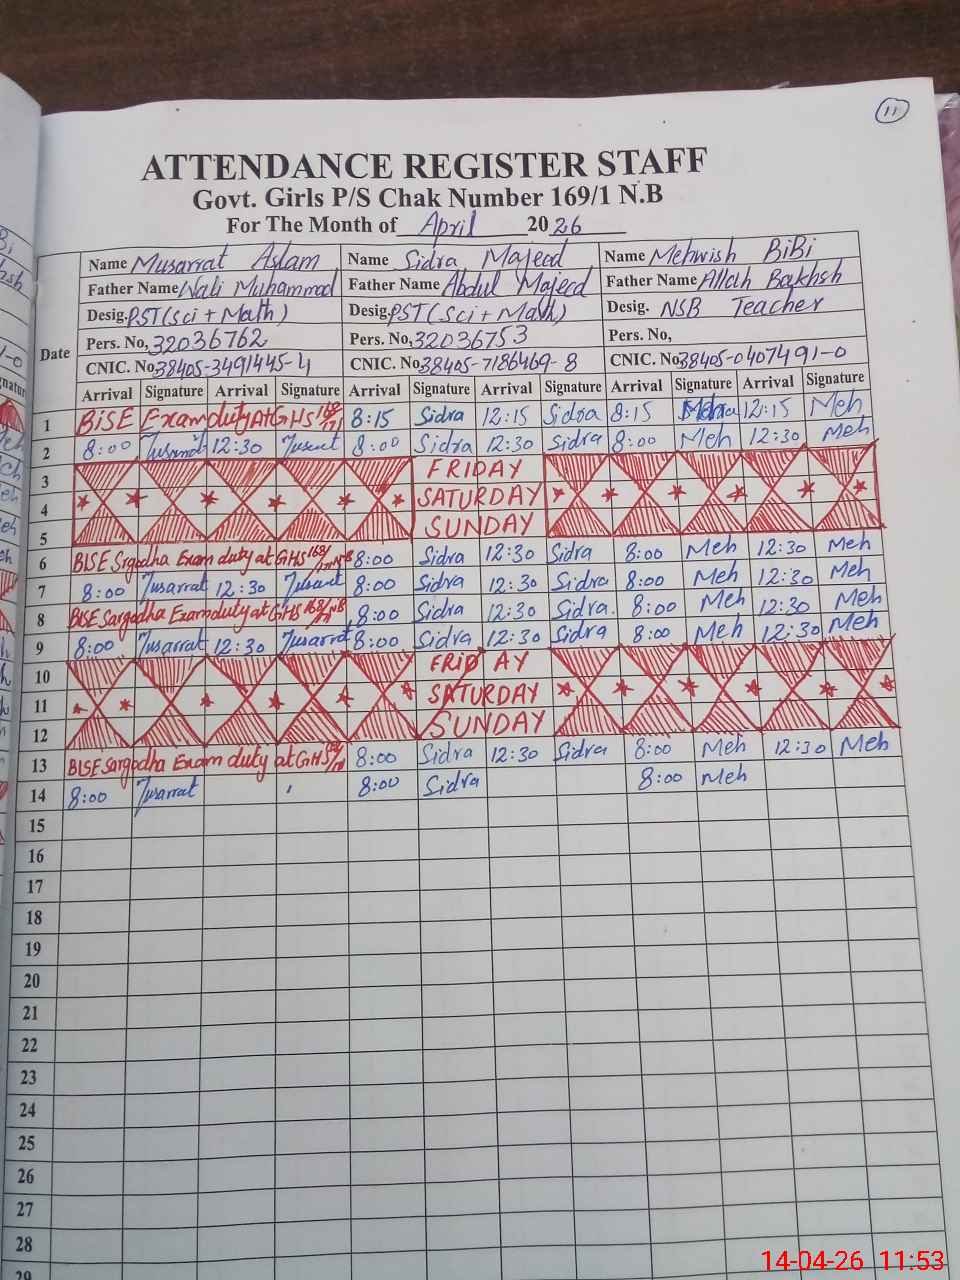 11
ATTENDANCE REGISTER STAFF
Govt. Girls P/S Chak Number 169/1 N.B
For The Month of April 2026
Name Musarrat Aslam Name Sidra Majeed Name Mehwish BiBi
Father Name Wali Muhammad Father Name Abdul Majeed Father Name Allah Bakhsh
Desig. PST (Sci + Math) Desig. PST (Sci + Math) Desig. NSB Teacher
Pers. No, 32036762 Pers. No, 32036753 Pers. No,
Date CNIC. No 38405-3491445-4 CNIC. No 38405-7186469-8 CNIC. No 38405-0407491-0
Arrival Signature Arrival Signature Arrival Signature Arrival Signature Arrival Signature Arrival Signature
1 BISE Exam duty AT GHS 8:15 Sidra 12:15 Sidra 8:15 12:15 Meh
2 8:00 12:30 8:00 Sidra 12:30 Sidra 8:00 Meh 12:30 Meh
3 FRIDAY
4 SATURDAY
5 SUNDAY
6 BISE Srgodha Exam duty at GHS 8:00 Sidra 12:30 Sidra 8:00 Meh 12:30 Meh
7 8:00 Musarrat 12:30 8:00 Sidra 12:30 Sidra 8:00 Meh 12:30 Meh
8 BISE Sargodha Exam duty at GHS 8:00 Sidra 12:30 Sidra. 8:00 Meh 12:30 Meh
9 8:00 Musarrat 12:30 Musarrat 8:00 Sidra 12:30 Sidra 8:00 Meh 12:30 Meh
10 FRIDAY
11 SATURDAY
12 SUNDAY
13 BISE Sargodha Exam duty at GHS 8:00 Sidra 12:30 Sidra 8:00 Meh 12:30 Meh
14 8:00 Musarrat 8:00 Sidra 8:00 Meh
15
16
17
18
19
20
21
22
23
24
25
26
27
28
29
14-04-26 11:53